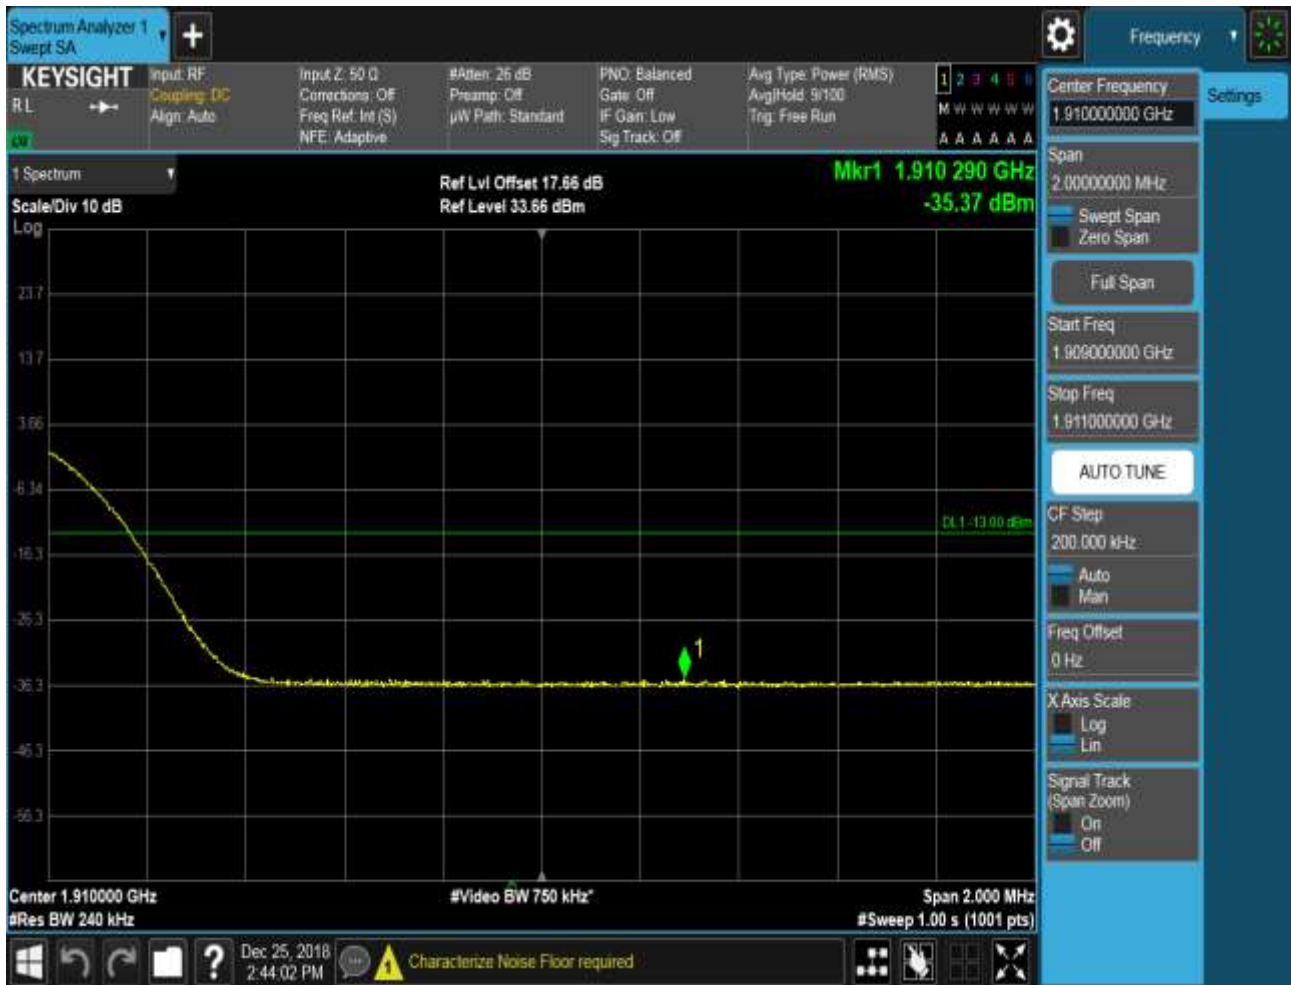 Spectrum Analyzer 1
Swept SA
Frequency
KEYSIGHT
R L
Input: RF
Coupling: DC
Align: Auto
Input Z: 50 Ω
Corrections: Off
Freq Ref: Int (S)
NFE: Adaptive
#Atten: 26 dB
Preamp: Off
µW Path: Standard
PNO: Balanced
Gate: Off
IF Gain: Low
Sig Track: Off
Avg Type: Power (RMS)
Avg|Hold: 9/100
Trig: Free Run
1 2 3 4 5 6
M W W W W W
A A A A A A
1 Spectrum
Scale/Div 10 dB
Log
Ref Lvl Offset 17.66 dB
Ref Level 33.66 dBm
Mkr1 1.910 290 GHz
-35.37 dBm
23.7
13.7
3.66
-6.34
-16.3
-26.3
-36.3
-46.3
-56.3
DL1 -13.00 dBm
1
Center 1.910000 GHz
#Video BW 750 kHz*
Span 2.000 MHz
#Res BW 240 kHz
#Sweep 1.00 s (1001 pts)
Center Frequency
1.910000000 GHz
Settings
Span
2.00000000 MHz
Swept Span
Zero Span
Full Span
Start Freq
1.909000000 GHz
Stop Freq
1.911000000 GHz
AUTO TUNE
CF Step
200.000 kHz
Auto
Man
Freq Offset
0 Hz
X Axis Scale
Log
Lin
Signal Track
(Span Zoom)
On
Off
?
Dec 25, 2018
2:44:02 PM
1
Characterize Noise Floor required